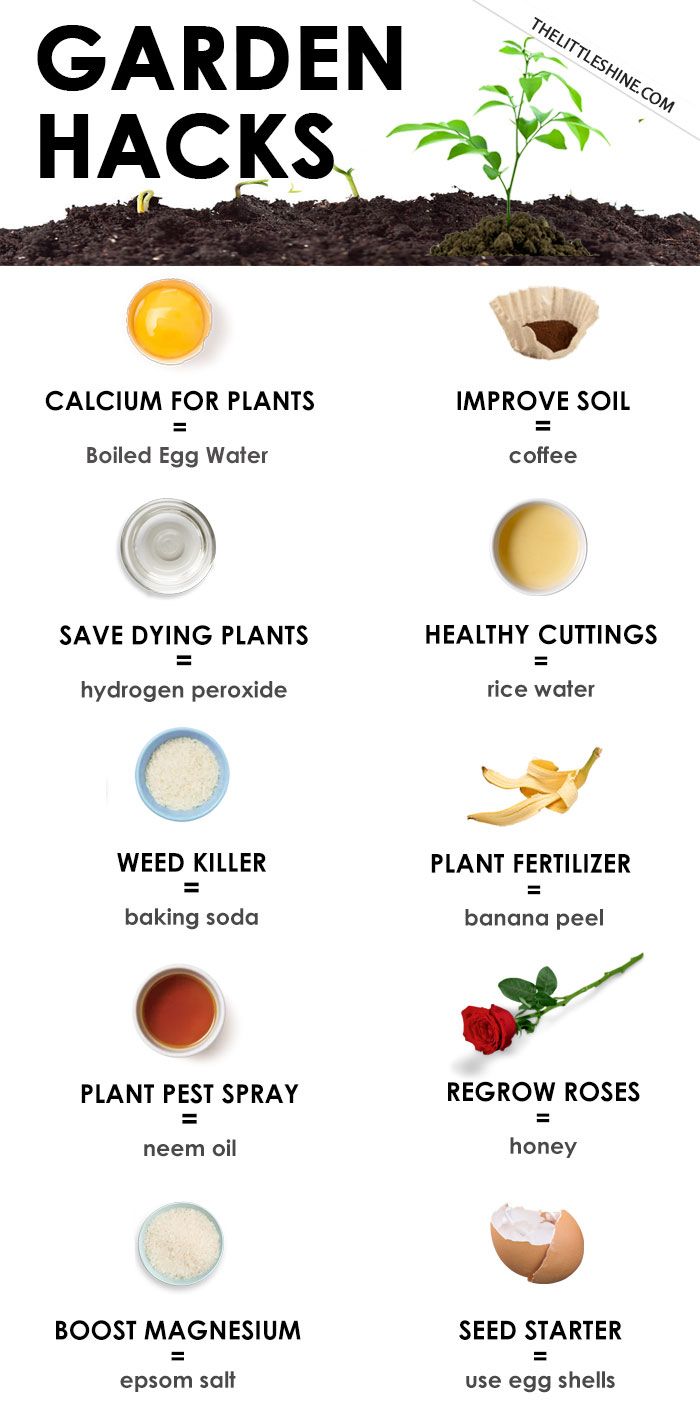 GARDEN
HACKS
THELITTLESHINE.COM
CALCIUM FOR PLANTS
=
Boiled Egg Water
IMPROVE SOIL
=
coffee
SAVE DYING PLANTS
=
hydrogen peroxide
HEALTHY CUTTINGS
=
rice water
WEED KILLER
=
baking soda
PLANT FERTILIZER
=
banana peel
PLANT PEST SPRAY
=
neem oil
REGROW ROSES
=
honey
BOOST MAGNESIUM
=
epsom salt
SEED STARTER
=
use egg shells